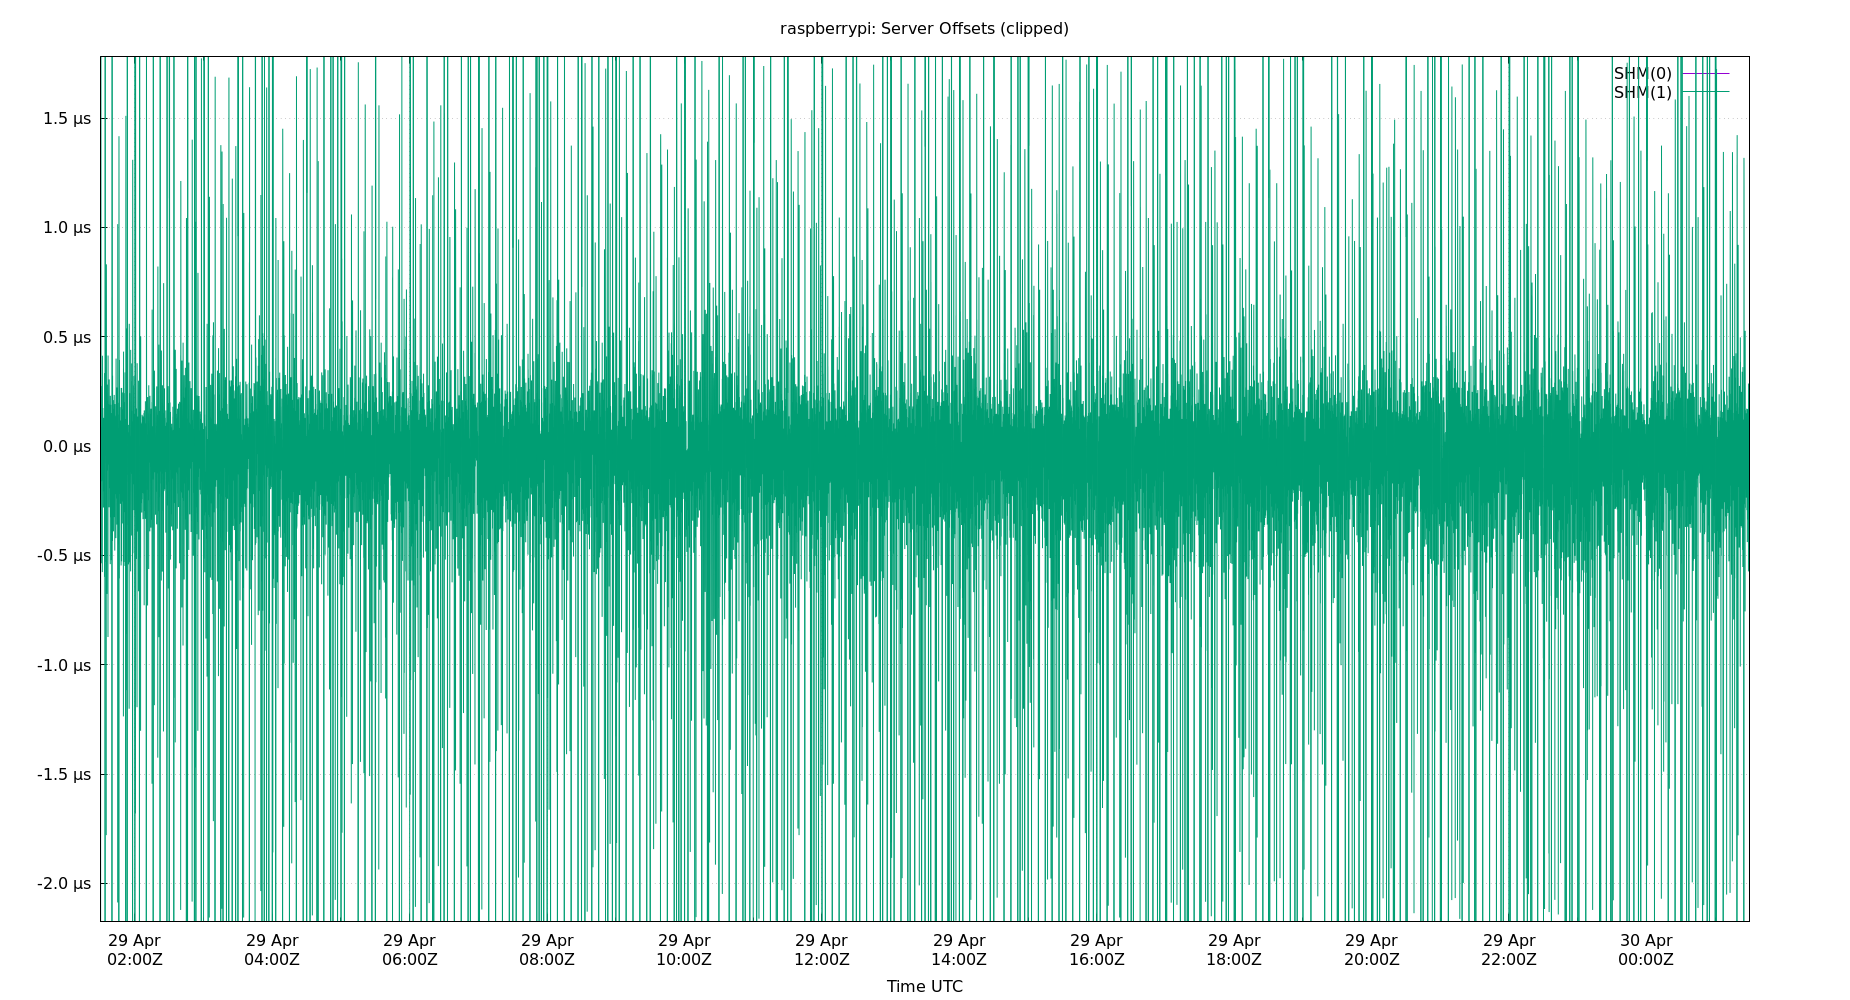 raspberrypi: Server Offsets (clipped)
SHM(0)
SHM(1)
1.5 µs
1.0 µs
0.5 µs
0.0 µs
-0.5 µs
-1.0 µs
-1.5 µs
-2.0 µs
29 Apr 29 Apr 29 Apr 29 Apr 29 Apr 29 Apr 29 Apr 29 Apr 29 Apr 29 Apr 29 Apr 30 Apr
02:00Z 04:00Z 06:00Z 08:00Z 10:00Z 12:00Z 14:00Z 16:00Z 18:00Z 20:00Z 22:00Z 00:00Z
Time UTC